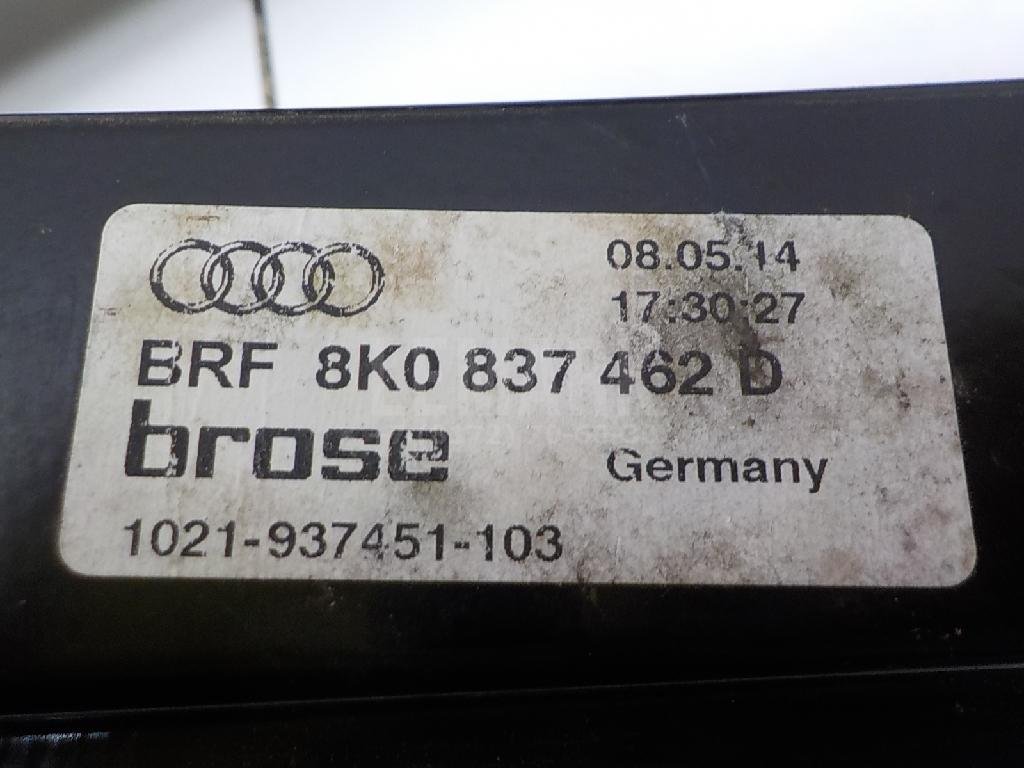 08.05.14
17:30:27
BRF 8K0 837 462 D
brose
Germany
1021-937451-103